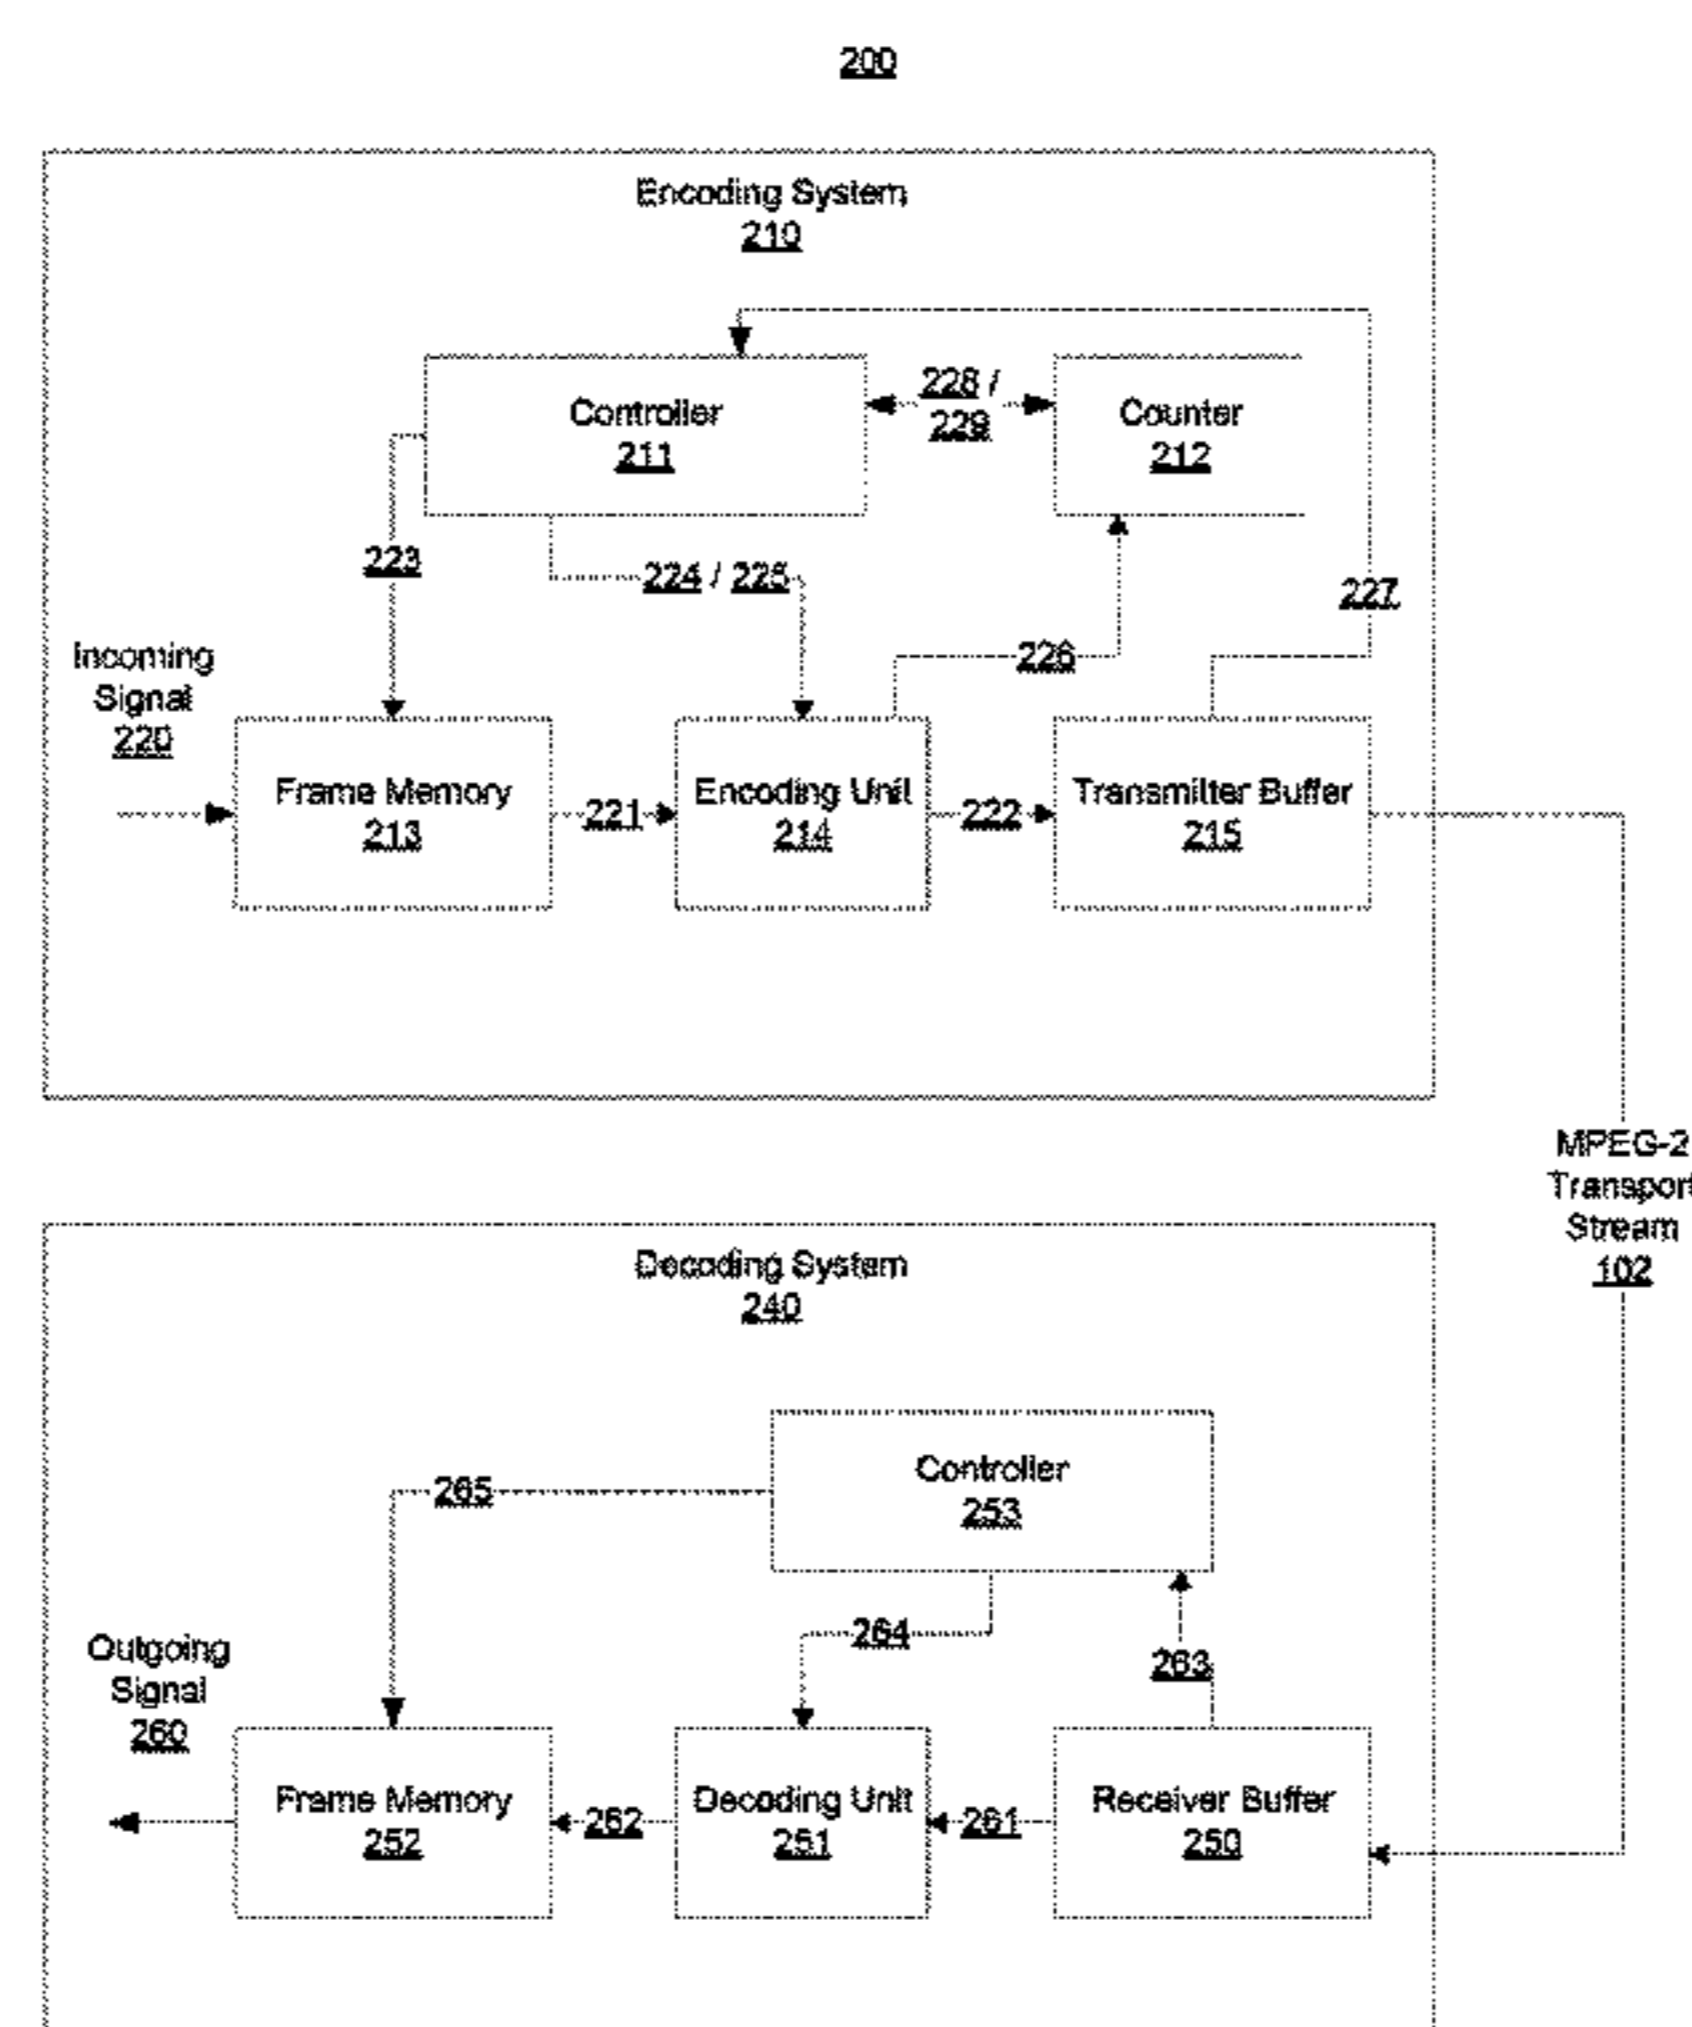 200
Encoding System
210
Controller
211
228 /
229
Counter
212
223
224 / 225
227
226
Incoming
Signal
220
Frame Memory
213
221
Encoding Unit
214
222
Transmitter Buffer
215
MPEG-2
Transport
Stream
102
Decoding System
240
Controller
253
265
264
263
Outgoing
Signal
260
Frame Memory
252
262
Decoding Unit
251
261
Receiver Buffer
250